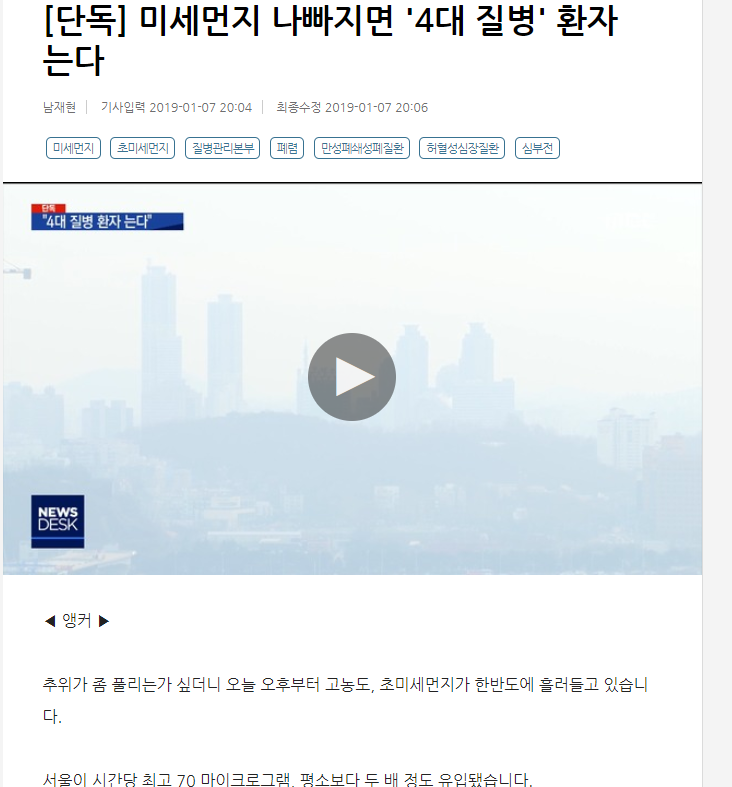 [단독] 미세먼지 나빠지면 '4대 질병' 환자
는다
남재현 기사입력 2019-01-07 20:04 최종수정 2019-01-07 20:06
미세먼지 초미세먼지 질병관리본부 폐렴 만성폐쇄성폐질환 허혈성심장질환 심부전
단독
"4대 질병 환자 는다"
NEWS
DESK
◀ 앵커 ▶
추위가 좀 풀리는가 싶더니 오늘 오후부터 고농도, 초미세먼지가 한반도에 흘러들고 있습니
다.
서울이 시간당 최고 70 마이크로그램, 평소보다 두 배 정도 유입됐습니다.